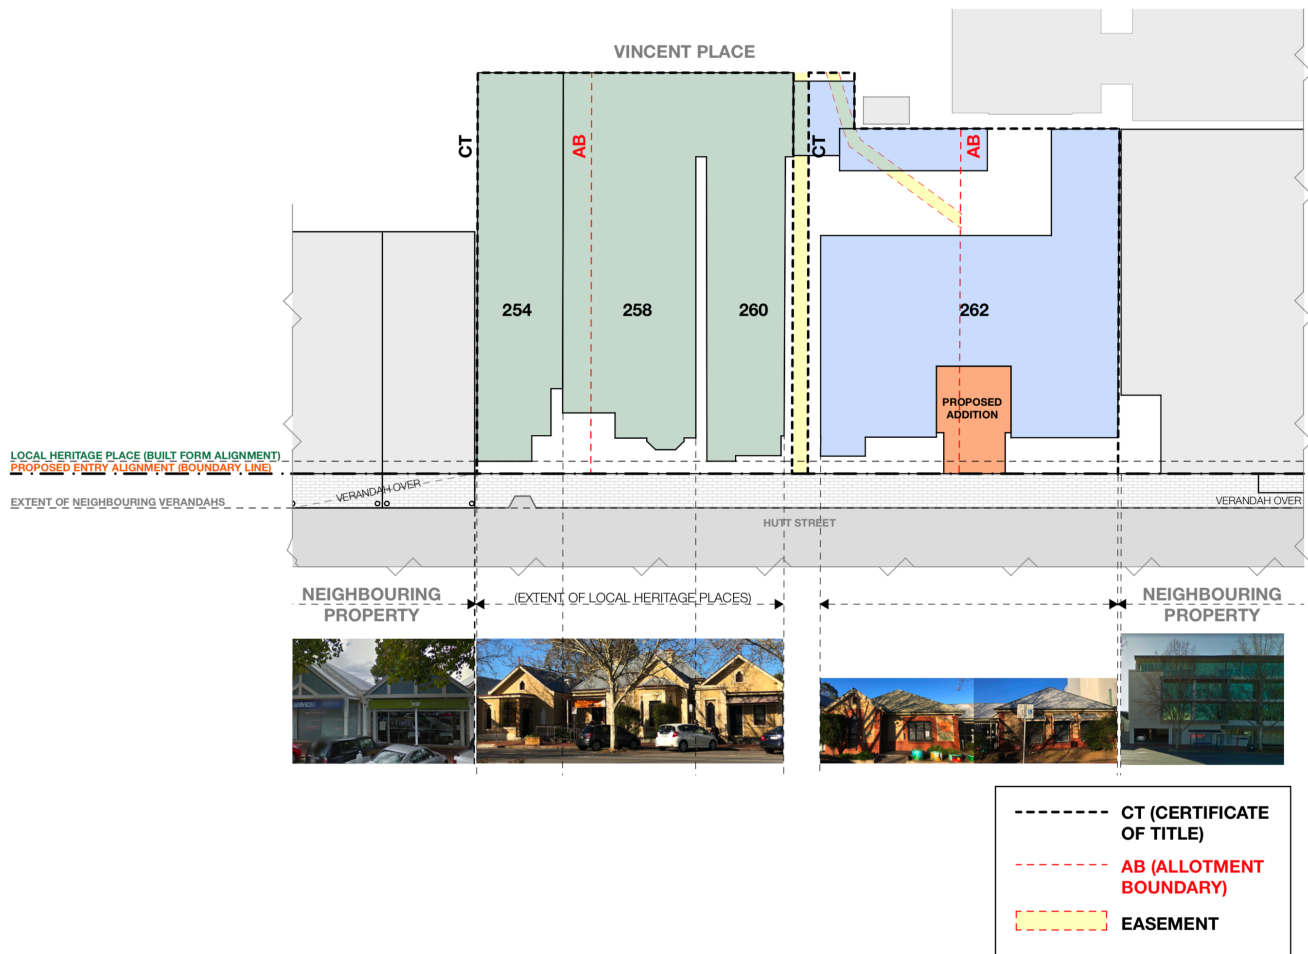 VINCENT PLACE
CT
AB
CT
AB
254
258
260
262
PROPOSED
ADDITION
LOCAL HERITAGE PLACE (BUILT FORM ALIGNMENT)
PROPOSED ENTRY ALIGNMENT (BOUNDARY LINE)
EXTENT OF NEIGHBOURING VERANDAHS
VERANDAH OVER
VERANDAH OVER
HUTT STREET
NEIGHBOURING
PROPERTY
(EXTENT OF LOCAL HERITAGE PLACES)
NEIGHBOURING
PROPERTY
CT (CERTIFICATE
OF TITLE)
AB (ALLOTMENT
BOUNDARY)
EASEMENT